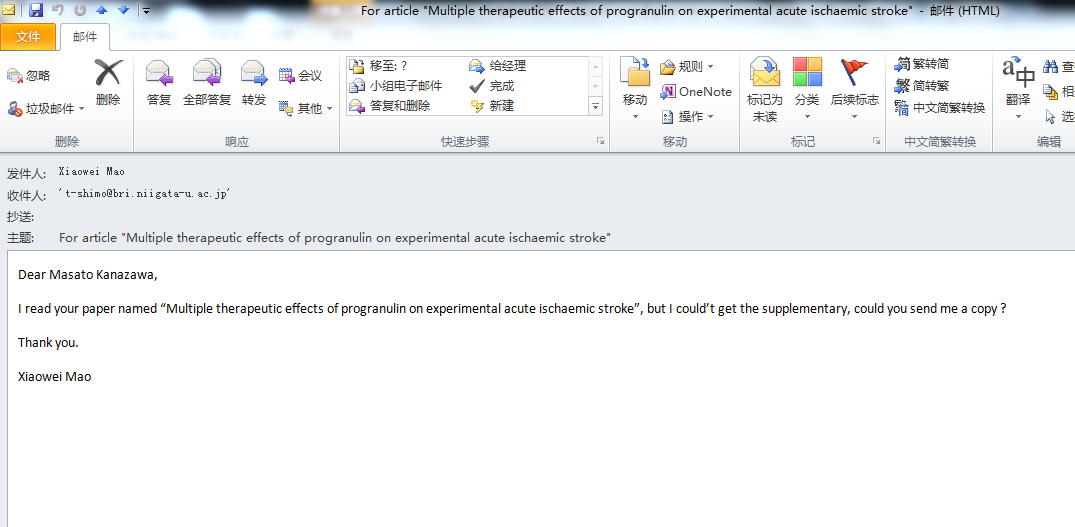 For article "Multiple therapeutic effects of progranulin on experimental acute ischaemic stroke" - 邮件 (HTML)
文件 邮件
忽略 删除 答复 全部答复 转发 会议 移至: ? 给经理 移动 规则 标记为未读 分类 后续标志 繁转简 翻译
小组电子邮件 完成 OneNote 简转繁
垃圾邮件 其他 答复和删除 新建 操作 中文简繁转换
删除 响应 快速步骤 移动 标记 中文简繁转换 编辑
发件人: Xiaowei Mao
收件人: 't-shimo@bri.niigata-u.ac.jp'
抄送:
主题: For article "Multiple therapeutic effects of progranulin on experimental acute ischaemic stroke"
Dear Masato Kanazawa,
I read your paper named “Multiple therapeutic effects of progranulin on experimental acute ischaemic stroke”, but I could’t get the supplementary, could you send me a copy ?
Thank you.
Xiaowei Mao